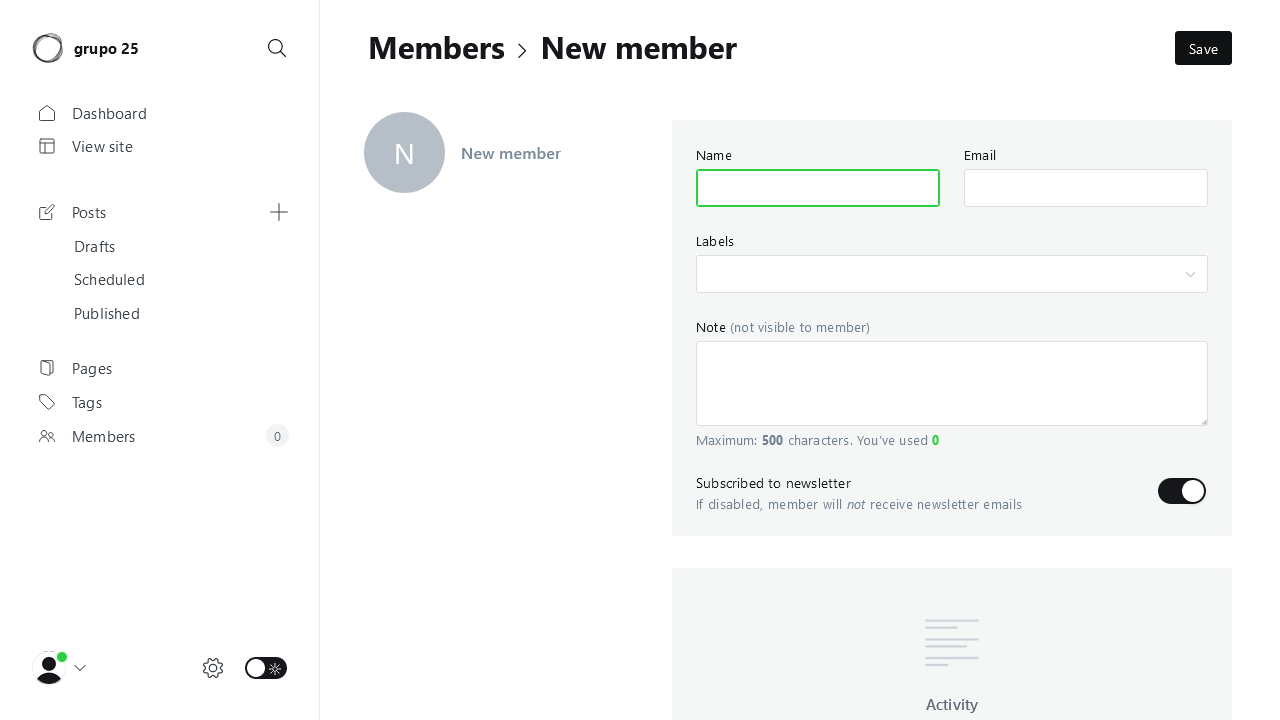 grupo 25
Dashboard
View site
Posts
Drafts
Scheduled
Published
Pages
Tags
Members 0
Members > New member
Save
N
New member
Name
Email
Labels
Note (not visible to member)
Maximum: 500 characters. You've used 0
Subscribed to newsletter
If disabled, member will not receive newsletter emails
Activity